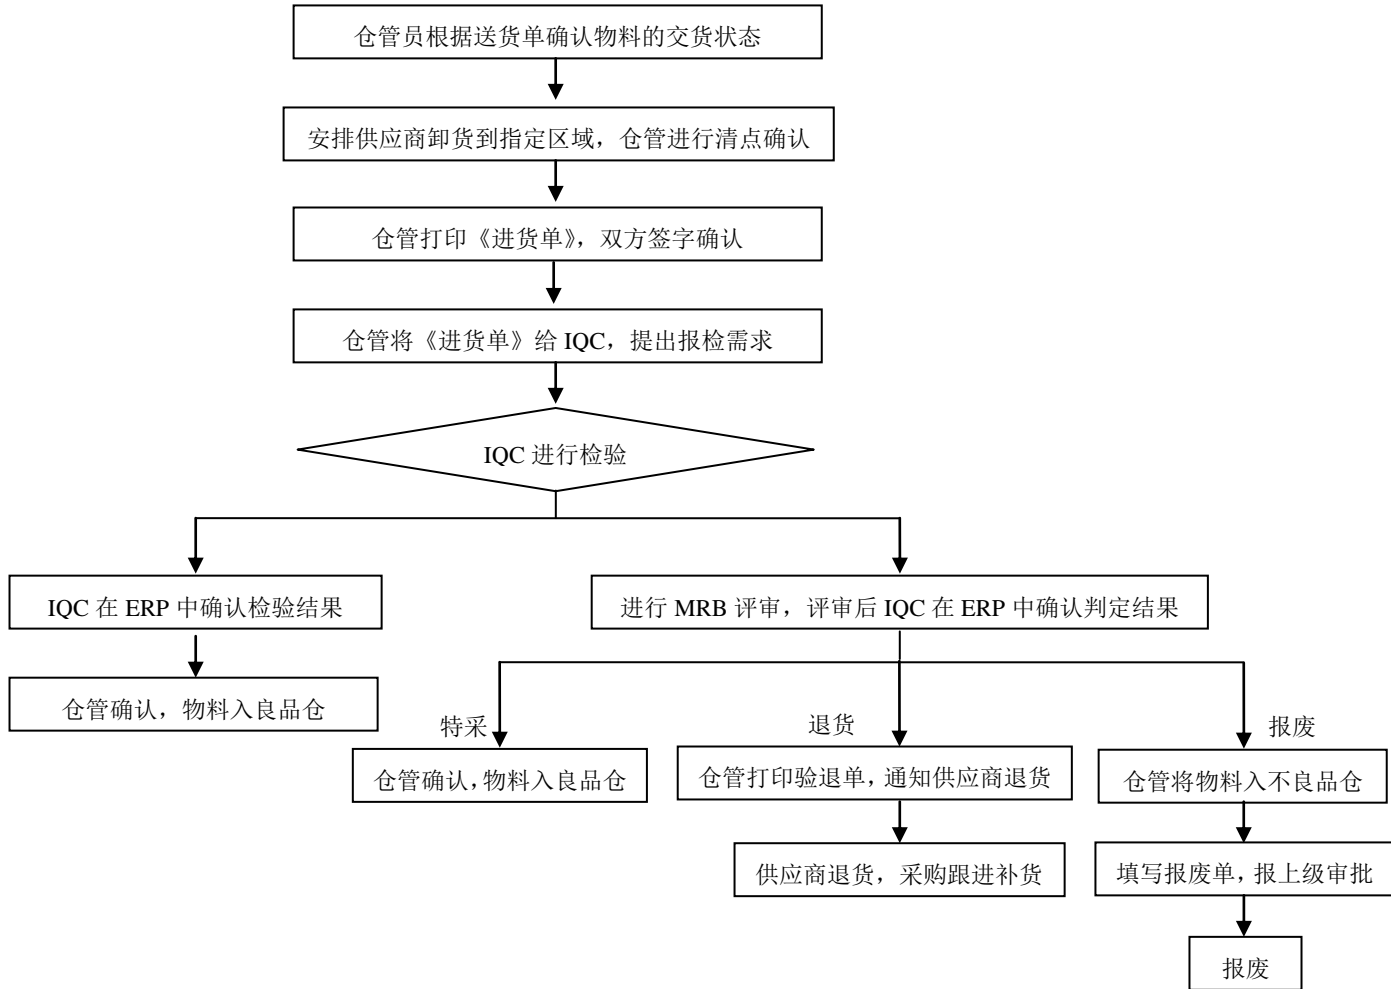 仓管员根据送货单确认物料的交货状态
安排供应商卸货到指定区域，仓管进行清点确认
仓管打印《进货单》，双方签字确认
仓管将《进货单》给 IQC，提出报检需求
IQC 进行检验
IQC 在 ERP 中确认检验结果
进行 MRB 评审，评审后 IQC 在 ERP 中确认判定结果
仓管确认，物料入良品仓
特采
退货
报废
仓管确认，物料入良品仓
仓管打印验退单，通知供应商退货
仓管将物料入不良品仓
供应商退货，采购跟进补货
填写报废单，报上级审批
报废